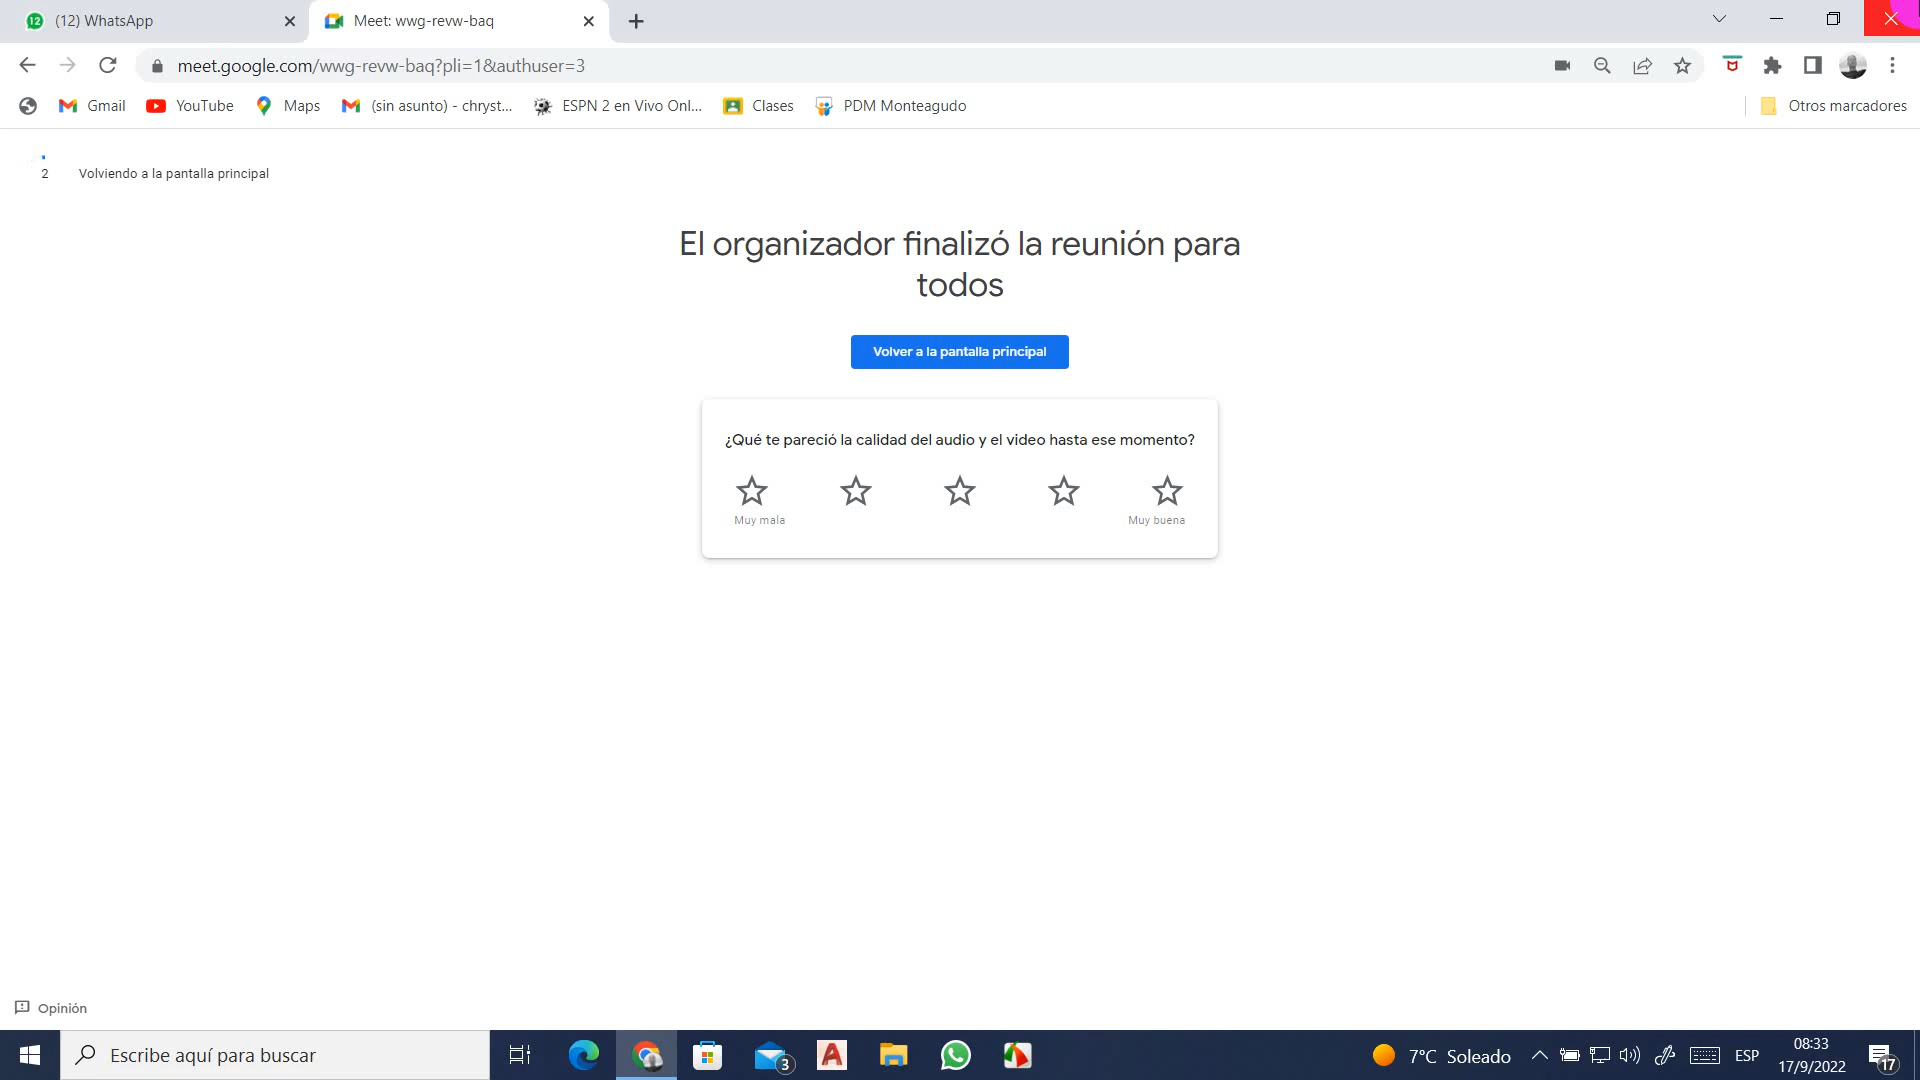 12 (12) WhatsApp
Meet: wwg-revw-baq
meet.google.com/wwg-revw-baq?pli=1&authuser=3
Gmail YouTube Maps (sin asunto) - chryst... ESPN 2 en Vivo Onl... Clases PDM Monteagudo Otros marcadores
2 Volviendo a la pantalla principal
El organizador finalizó la reunión para
todos
Volver a la pantalla principal
¿Qué te pareció la calidad del audio y el video hasta ese momento?
Muy mala Muy buena
Opinión
Escribe aquí para buscar
3
A
7°C Soleado
ESP
08:33
17/9/2022
17